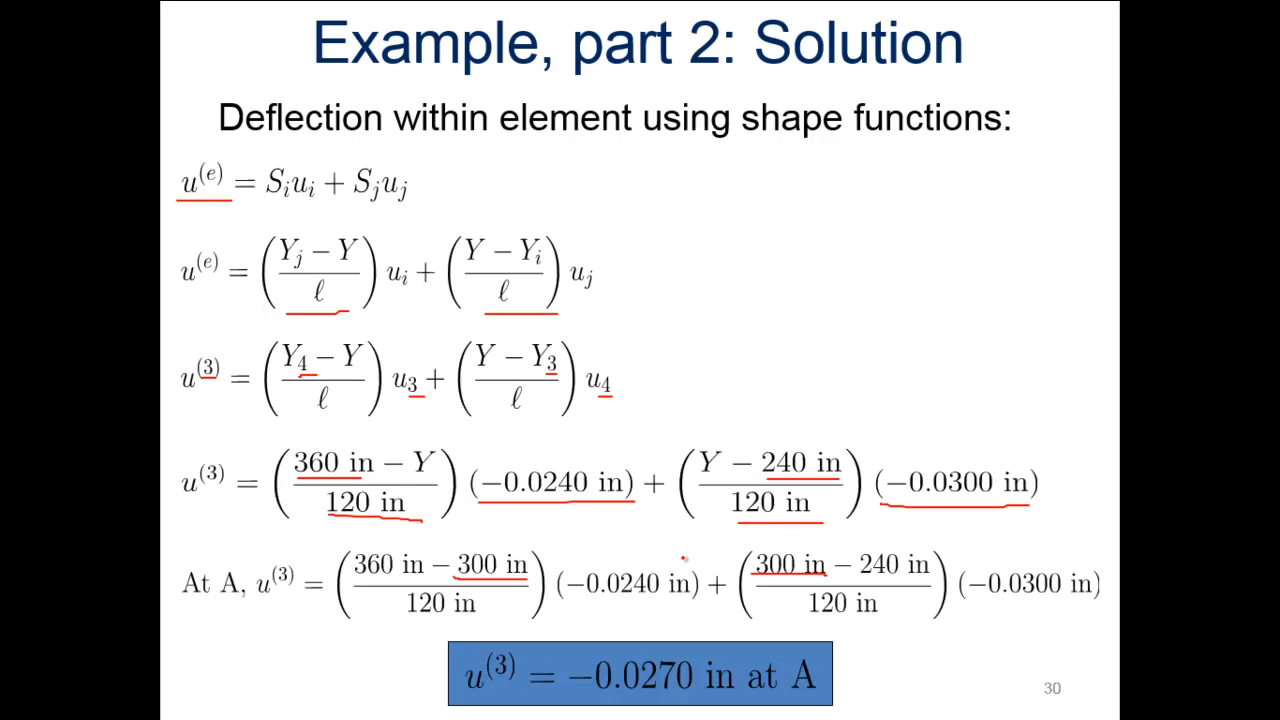 Example, part 2: Solution
Deflection within element using shape functions:
u^(e) = S_i u_i + S_j u_j
u^(e) = ((Y_j − Y)/ℓ) u_i + ((Y − Y_i)/ℓ) u_j
u^(3) = ((Y_4 − Y)/ℓ) u_3 + ((Y − Y_3)/ℓ) u_4
u^(3) = ((360 in − Y)/(120 in)) (−0.0240 in) + ((Y − 240 in)/(120 in)) (−0.0300 in)
At A, u^(3) = ((360 in − 300 in)/(120 in)) (−0.0240 in) + ((300 in − 240 in)/(120 in)) (−0.0300 in)
u^(3) = −0.0270 in at A
30